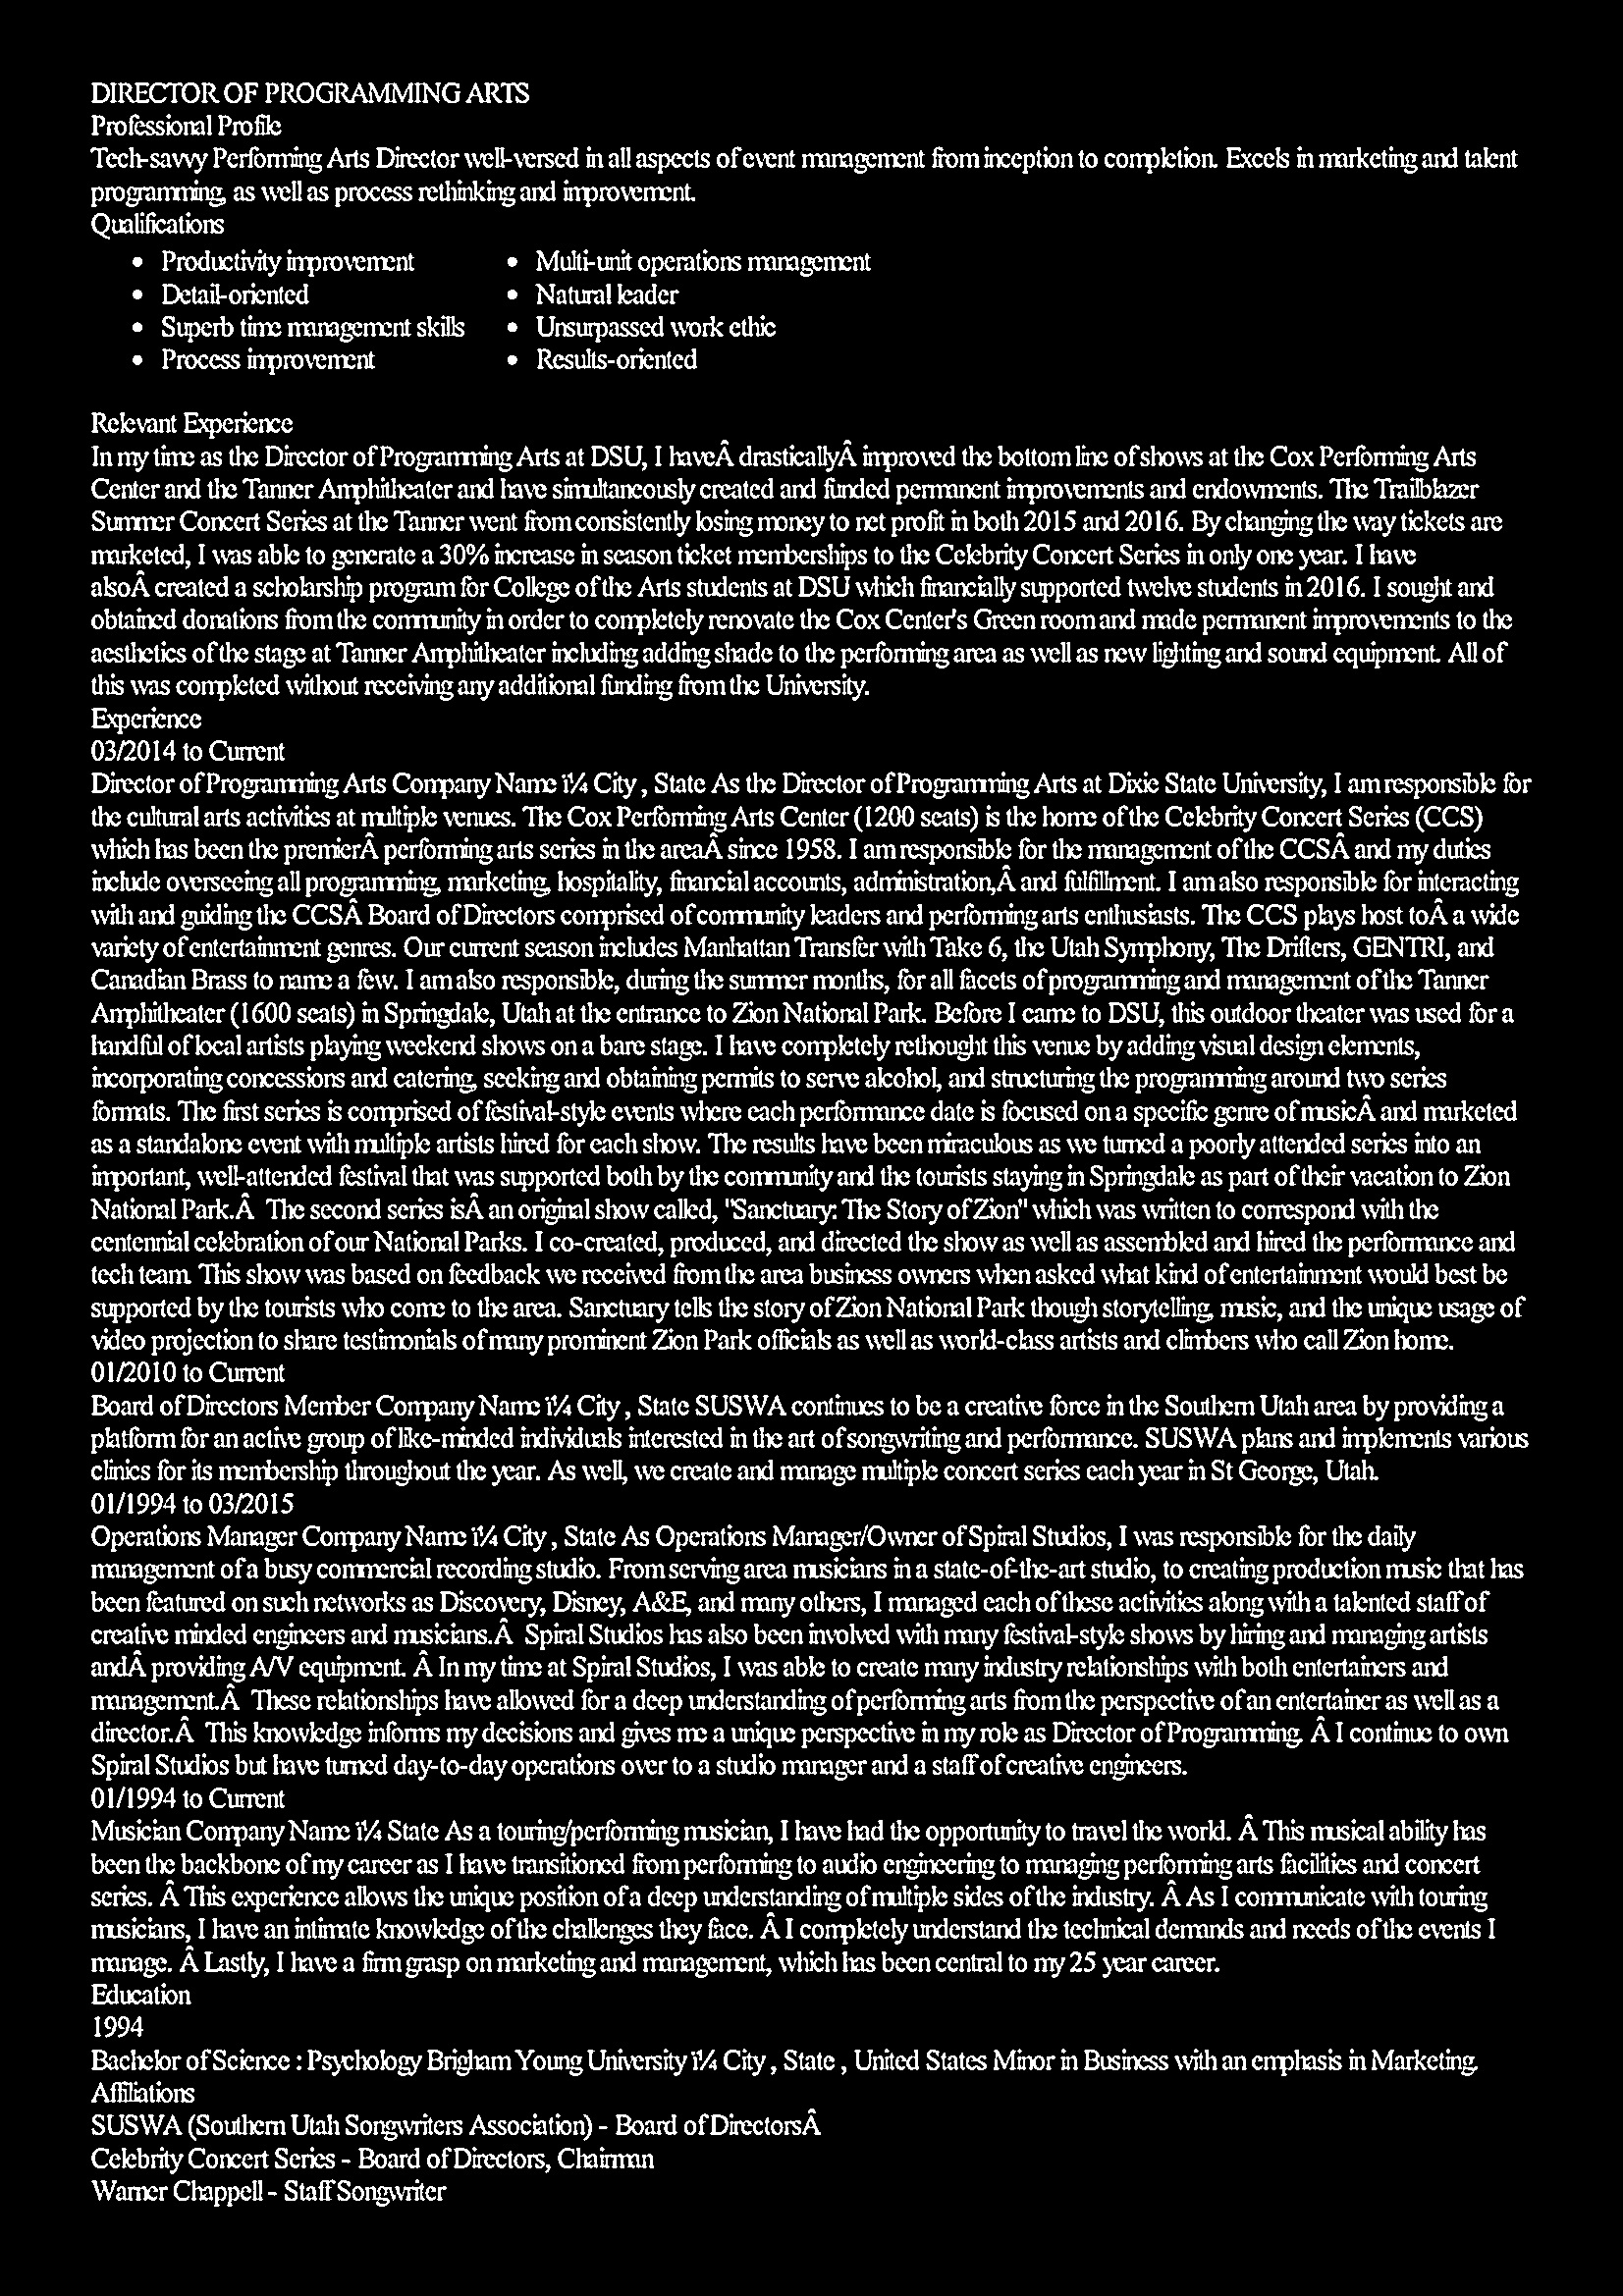 DIRECTOR OF PROGRAMMING ARTS
Professional Profile
Tech-savvy Performing Arts Director well-versed in all aspects of event management from inception to completion. Excels in marketing and talent
programming, as well as process rethinking and improvement.
Qualifications
• Productivity improvement • Multi-unit operations management
• Detail-oriented • Natural leader
• Superb time management skills • Unsurpassed work ethic
• Process improvement • Results-oriented
Relevant Experience
In my time as the Director of Programming Arts at DSU, I haveÂ drasticallyÂ improved the bottom line of shows at the Cox Performing Arts
Center and the Tanner Amphitheater and have simultaneously created and funded permanent improvements and endowments. The Trailblazer
Summer Concert Series at the Tanner went from consistently losing money to net profit in both 2015 and 2016. By changing the way tickets are
marketed, I was able to generate a 30% increase in season ticket memberships to the Celebrity Concert Series in only one year. I have
alsoÂ created a scholarship program for College of the Arts students at DSU which financially supported twelve students in 2016. I sought and
obtained donations from the community in order to completely renovate the Cox Center's Green room and made permanent improvements to the
aesthetics of the stage at Tanner Amphitheater including adding shade to the performing area as well as new lighting and sound equipment. All of
this was completed without receiving any additional funding from the University.
Experience
03/2014 to Current
Director of Programming Arts Company Name ï¼ City , State As the Director of Programming Arts at Dixie State University, I am responsible for
the cultural arts activities at multiple venues. The Cox Performing Arts Center (1200 seats) is the home of the Celebrity Concert Series (CCS)
which has been the premierÂ performing arts series in the areaÂ since 1958. I am responsible for the management of the CCSÂ and my duties
include overseeing all programming, marketing, hospitality, financial accounts, administration,Â and fulfillment. I am also responsible for interacting
with and guiding the CCSÂ Board of Directors comprised of community leaders and performing arts enthusiasts. The CCS plays host toÂ a wide
variety of entertainment genres. Our current season includes Manhattan Transfer with Take 6, the Utah Symphony, The Drifters, GENTRI, and
Canadian Brass to name a few. I am also responsible, during the summer months, for all facets of programming and management of the Tanner
Amphitheater (1600 seats) in Springdale, Utah at the entrance to Zion National Park. Before I came to DSU, this outdoor theater was used for a
handful of local artists playing weekend shows on a bare stage. I have completely rethought this venue by adding visual design elements,
incorporating concessions and catering, seeking and obtaining permits to serve alcohol, and structuring the programming around two series
formats. The first series is comprised of festival-style events where each performance date is focused on a specific genre of musicÂ and marketed
as a standalone event with multiple artists hired for each show. The results have been miraculous as we turned a poorly attended series into an
important, well-attended festival that was supported both by the community and the tourists staying in Springdale as part of their vacation to Zion
National Park.Â The second series isÂ an original show called, "Sanctuary: The Story of Zion" which was written to correspond with the
centennial celebration of our National Parks. I co-created, produced, and directed the show as well as assembled and hired the performance and
tech team. This show was based on feedback we received from the area business owners when asked what kind of entertainment would best be
supported by the tourists who come to the area. Sanctuary tells the story of Zion National Park though storytelling, music, and the unique usage of
video projection to share testimonials of many prominent Zion Park officials as well as world-class artists and climbers who call Zion home.
01/2010 to Current
Board of Directors Member Company Name ï¼ City , State SUSWA continues to be a creative force in the Southern Utah area by providing a
platform for an active group of like-minded individuals interested in the art of songwriting and performance. SUSWA plans and implements various
clinics for its membership throughout the year. As well, we create and manage multiple concert series each year in St George, Utah.
01/1994 to 03/2015
Operations Manager Company Name ï¼ City , State As Operations Manager/Owner of Spiral Studios, I was responsible for the daily
management of a busy commercial recording studio. From serving area musicians in a state-of-the-art studio, to creating production music that has
been featured on such networks as Discovery, Disney, A&E, and many others, I managed each of these activities along with a talented staff of
creative minded engineers and musicians.Â Spiral Studios has also been involved with many festival-style shows by hiring and managing artists
andÂ providing A/V equipment. Â In my time at Spiral Studios, I was able to create many industry relationships with both entertainers and
management.Â These relationships have allowed for a deep understanding of performing arts from the perspective of an entertainer as well as a
director.Â This knowledge informs my decisions and gives me a unique perspective in my role as Director of Programming. Â I continue to own
Spiral Studios but have turned day-to-day operations over to a studio manager and a staff of creative engineers.
01/1994 to Current
Musician Company Name ï¼ State As a touring/performing musician, I have had the opportunity to travel the world. Â This musical ability has
been the backbone of my career as I have transitioned from performing to audio engineering to managing performing arts facilities and concert
series. Â This experience allows the unique position of a deep understanding of multiple sides of the industry. Â As I communicate with touring
musicians, I have an intimate knowledge of the challenges they face. Â I completely understand the technical demands and needs of the events I
manage. Â Lastly, I have a firm grasp on marketing and management, which has been central to my 25 year career.
Education
1994
Bachelor of Science : Psychology Brigham Young University ï¼ City , State , United States Minor in Business with an emphasis in Marketing.
Affiliations
SUSWA (Southern Utah Songwriters Association) - Board of DirectorsÂ
Celebrity Concert Series - Board of Directors, Chairman
Warner Chappell - Staff Songwriter